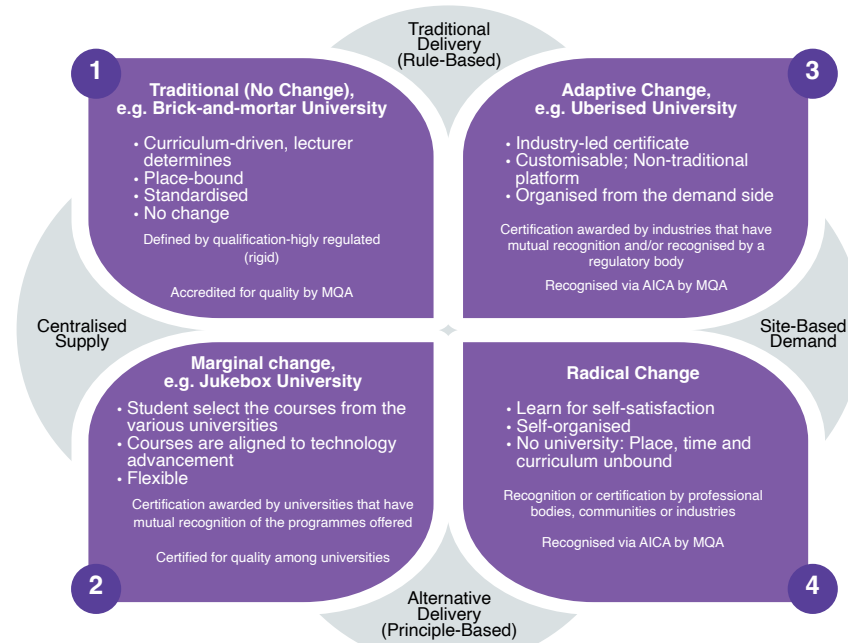 Traditional
Delivery
(Rule-Based)
1
Traditional (No Change),
e.g. Brick-and-mortar University
• Curriculum-driven, lecturer
determines
• Place-bound
• Standardised
• No change
Defined by qualification-higly regulated
(rigid)
Accredited for quality by MQA
3
Adaptive Change,
e.g. Uberised University
• Industry-led certificate
• Customisable; Non-traditional
platform
• Organised from the demand side
Certification awarded by industries that have
mutual recognition and/or recognised by a
regulatory body
Recognised via AICA by MQA
Centralised
Supply
Site-Based
Demand
Marginal change,
e.g. Jukebox University
• Student select the courses from the
various universities
• Courses are aligned to technology
advancement
• Flexible
Certification awarded by universities that have
mutual recognition of the programmes offered
Certified for quality among universities
2
Radical Change
• Learn for self-satisfaction
• Self-organised
• No university: Place, time and
curriculum unbound
Recognition or certification by professional
bodies, communities or industries
Recognised via AICA by MQA
4
Alternative
Delivery
(Principle-Based)